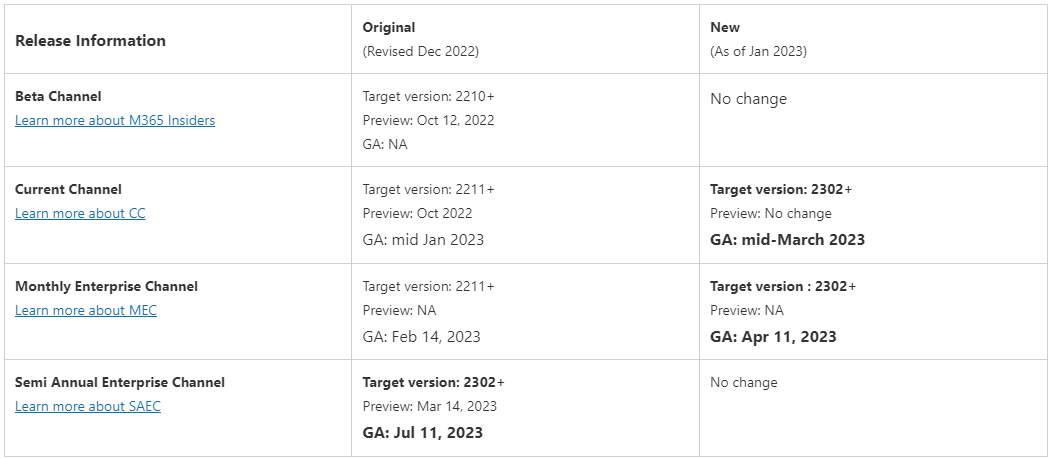 Release Information
Original
(Revised Dec 2022)
New
(As of Jan 2023)
Beta Channel
Learn more about M365 Insiders
Target version: 2210+
Preview: Oct 12, 2022
GA: NA
No change
Current Channel
Learn more about CC
Target version: 2211+
Preview: Oct 2022
GA: mid Jan 2023
Target version: 2302+
Preview: No change
GA: mid-March 2023
Monthly Enterprise Channel
Learn more about MEC
Target version: 2211+
Preview: NA
GA: Feb 14, 2023
Target version : 2302+
Preview: NA
GA: Apr 11, 2023
Semi Annual Enterprise Channel
Learn more about SAEC
Target version: 2302+
Preview: Mar 14, 2023
GA: Jul 11, 2023
No change